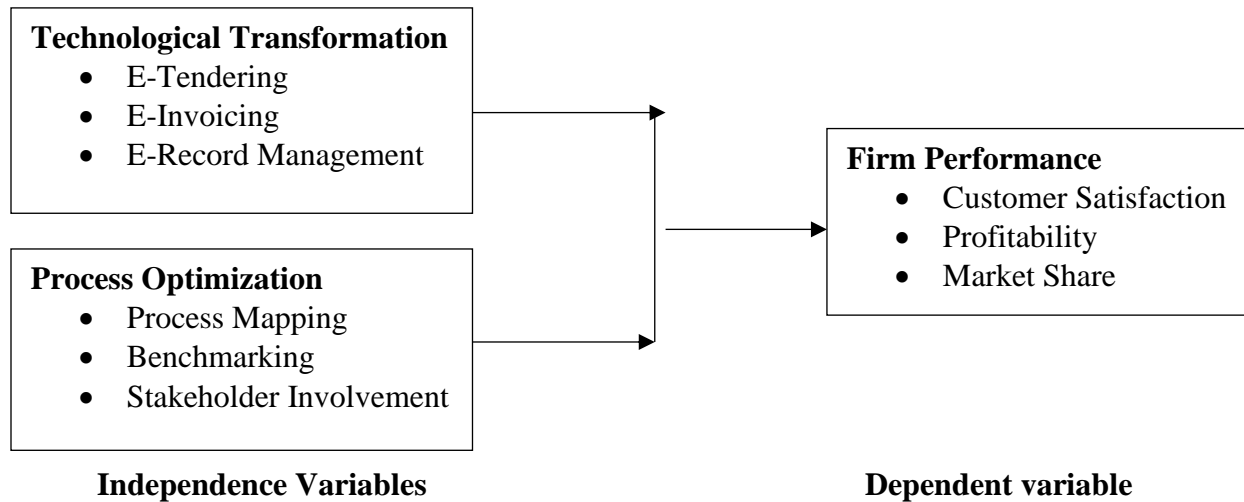 Technological Transformation
• E-Tendering
• E-Invoicing
• E-Record Management
Process Optimization
• Process Mapping
• Benchmarking
• Stakeholder Involvement
Independence Variables
Firm Performance
• Customer Satisfaction
• Profitability
• Market Share
Dependent variable